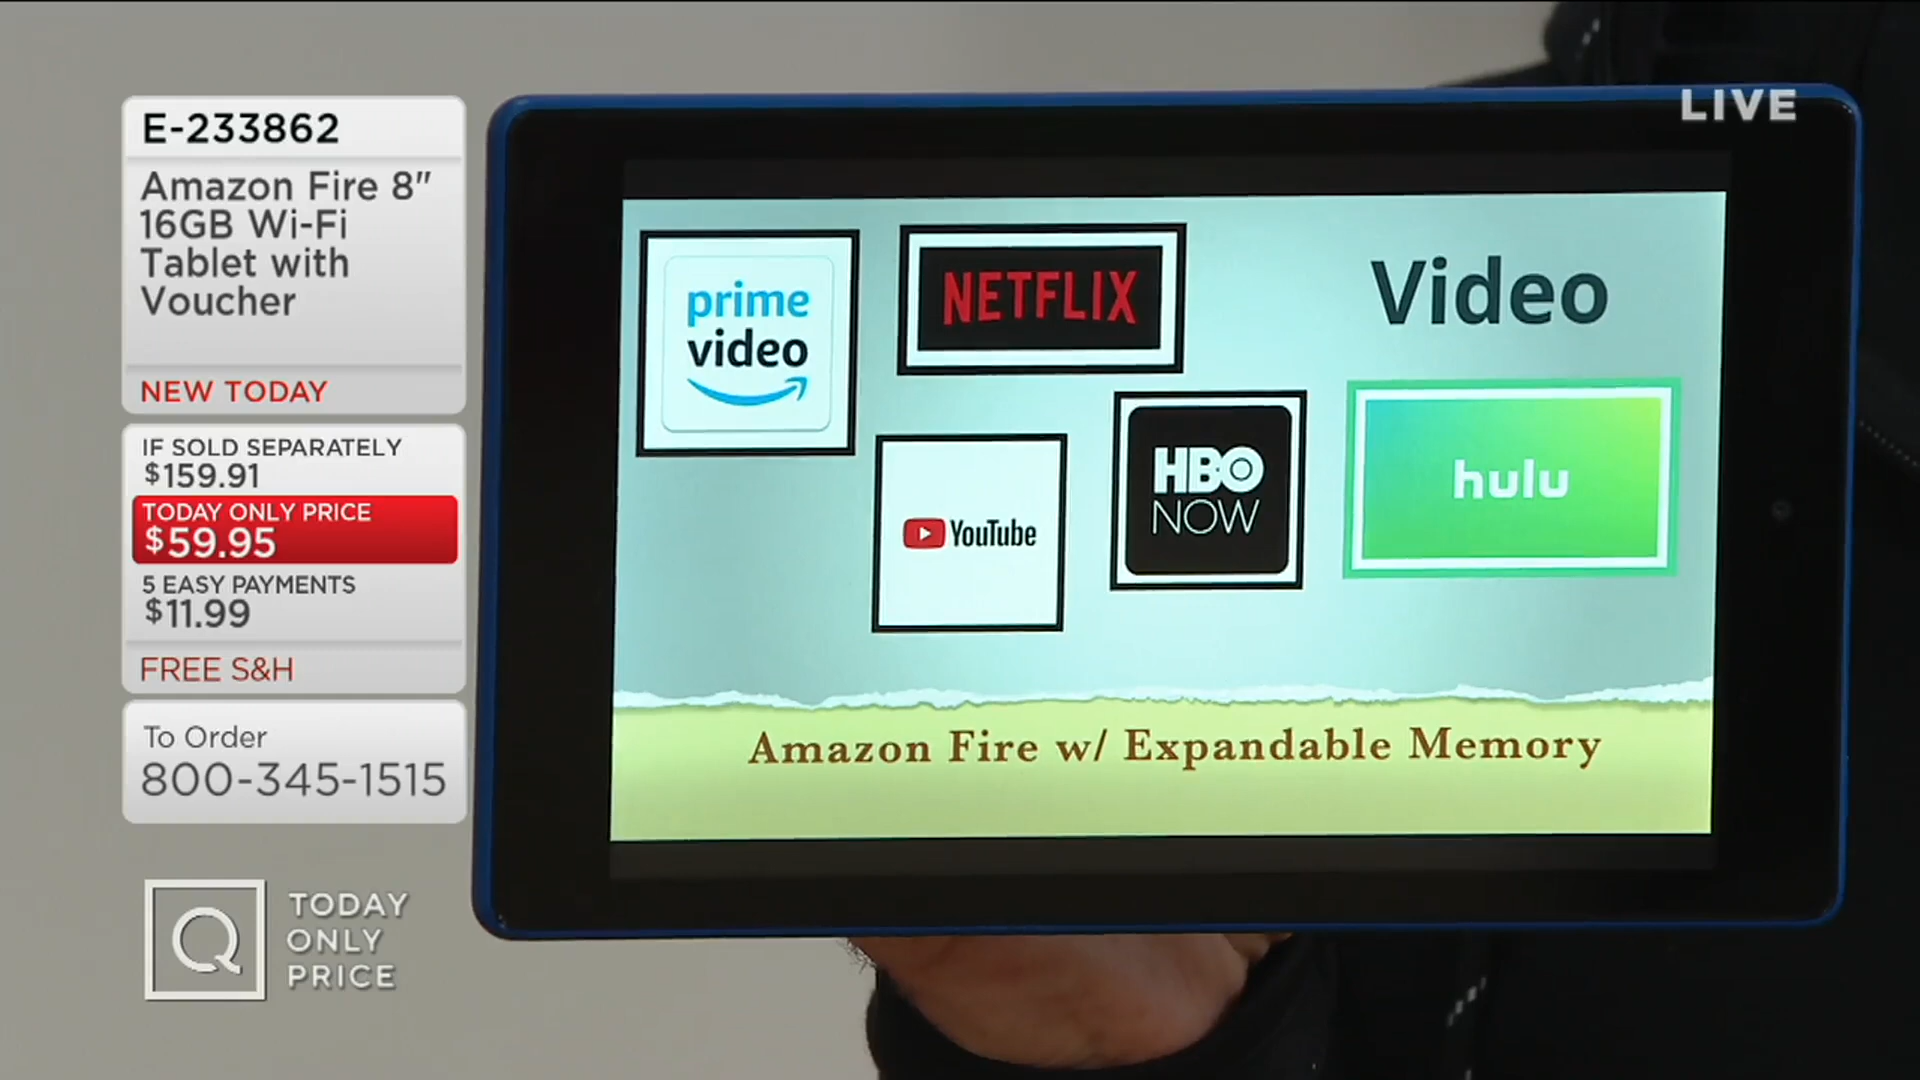 E-233862
Amazon Fire 8"
16GB Wi-Fi
Tablet with
Voucher
NEW TODAY
IF SOLD SEPARATELY
$159.91
TODAY ONLY PRICE
$59.95
5 EASY PAYMENTS
$11.99
FREE S&H
To Order
800-345-1515
Q
TODAY
ONLY
PRICE
LIVE
prime
video
NETFLIX
Video
YouTube
HBO
NOW
hulu
Amazon Fire w/ Expandable Memory